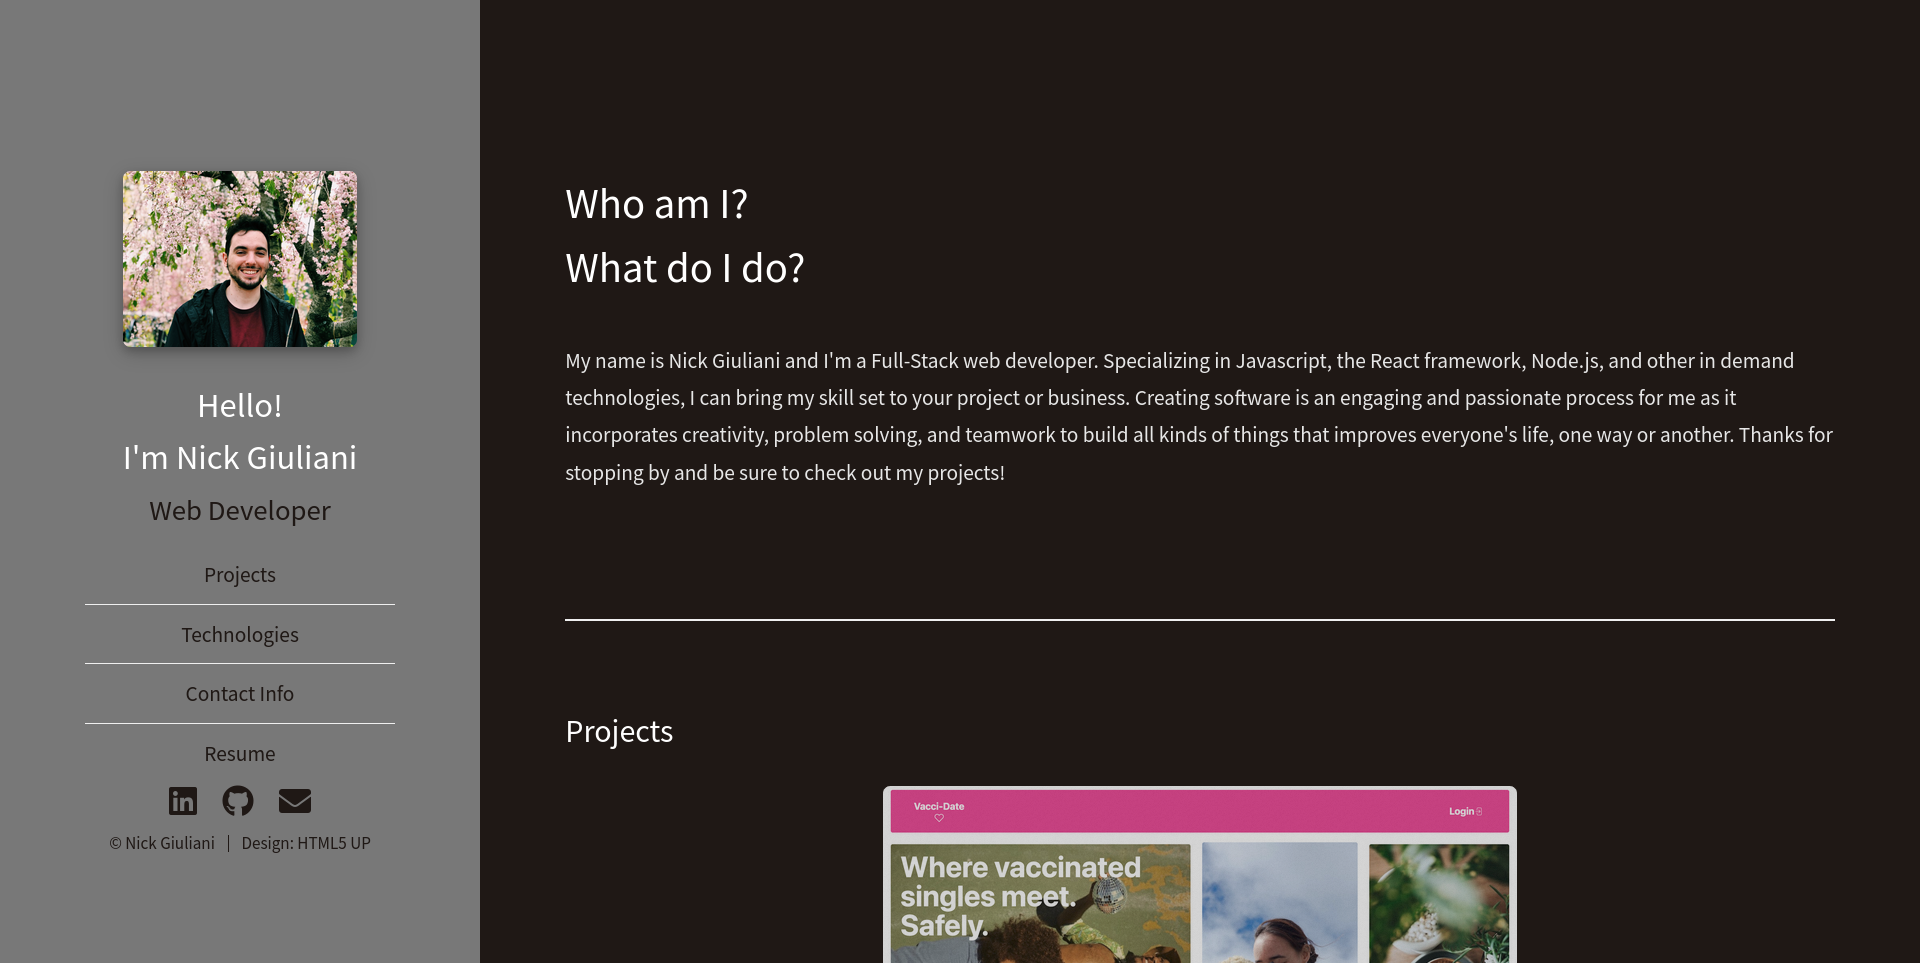 Hello!
I'm Nick Giuliani
Web Developer
Projects
Technologies
Contact Info
Resume
© Nick Giuliani
Design: HTML5 UP
Who am I?
What do I do?
My name is Nick Giuliani and I'm a Full-Stack web developer. Specializing in Javascript, the React framework, Node.js, and other in demand
technologies, I can bring my skill set to your project or business. Creating software is an engaging and passionate process for me as it
incorporates creativity, problem solving, and teamwork to build all kinds of things that improves everyone's life, one way or another. Thanks for
stopping by and be sure to check out my projects!
Projects
Vacci-Date
Login
Where vaccinated
singles meet.
Safely.